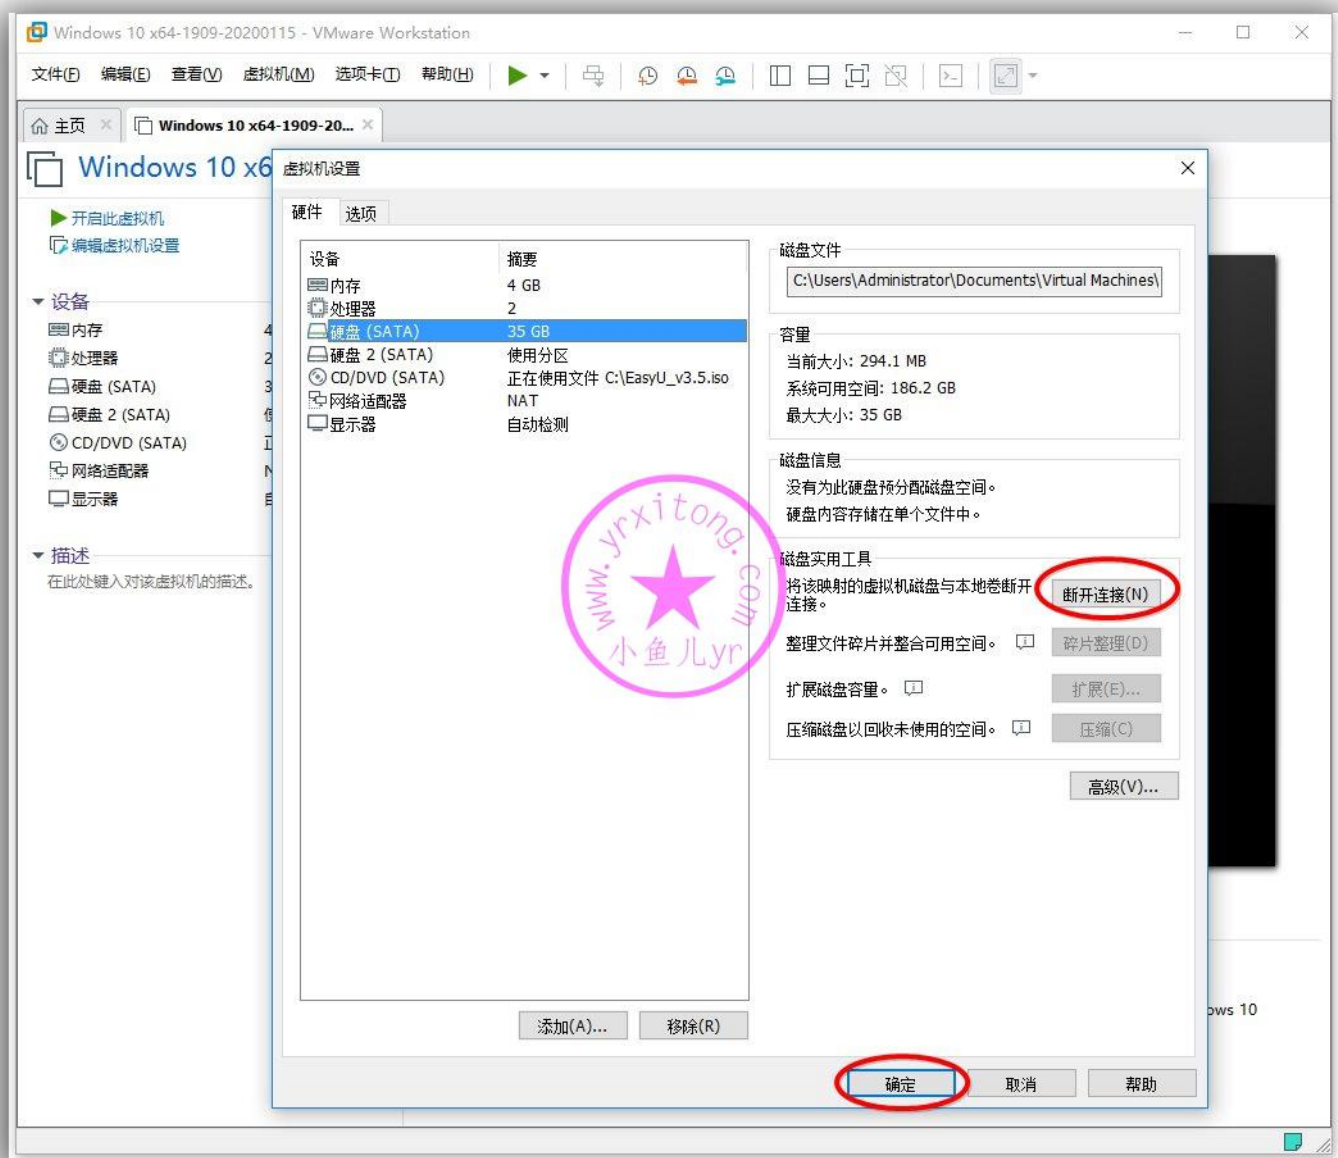 Windows 10 x64-1909-20200115 - VMware Workstation
文件(F) 编辑(E) 查看(V) 虚拟机(M) 选项卡(T) 帮助(H)
主页 Windows 10 x64-1909-20...
Windows 10 x6
开启此虚拟机
编辑虚拟机设置
设备
内存 4
处理器 2
硬盘 (SATA) 3
硬盘 2 (SATA)
CD/DVD (SATA)
网络适配器 N
显示器
描述
在此处键入对该虚拟机的描述。
虚拟机设置
硬件 选项
设备 摘要
内存 4 GB
处理器 2
硬盘 (SATA) 35 GB
硬盘 2 (SATA) 使用分区
CD/DVD (SATA) 正在使用文件 C:\EasyU_v3.5.iso
网络适配器 NAT
显示器 自动检测
添加(A)... 移除(R)
磁盘文件
C:\Users\Administrator\Documents\Virtual Machines\
容量
当前大小: 294.1 MB
系统可用空间: 186.2 GB
最大大小: 35 GB
磁盘信息
没有为此硬盘预分配磁盘空间。
硬盘内容存储在单个文件中。
磁盘实用工具
将该映射的虚拟机磁盘与本地卷断开
连接。
断开连接(N)
整理文件碎片并整合可用空间。 碎片整理(D)
扩展磁盘容量。 扩展(E)...
压缩磁盘以回收未使用的空间。 压缩(C)
高级(V)...
确定 取消 帮助
ows 10
www.yrxitong.com
小鱼儿yr